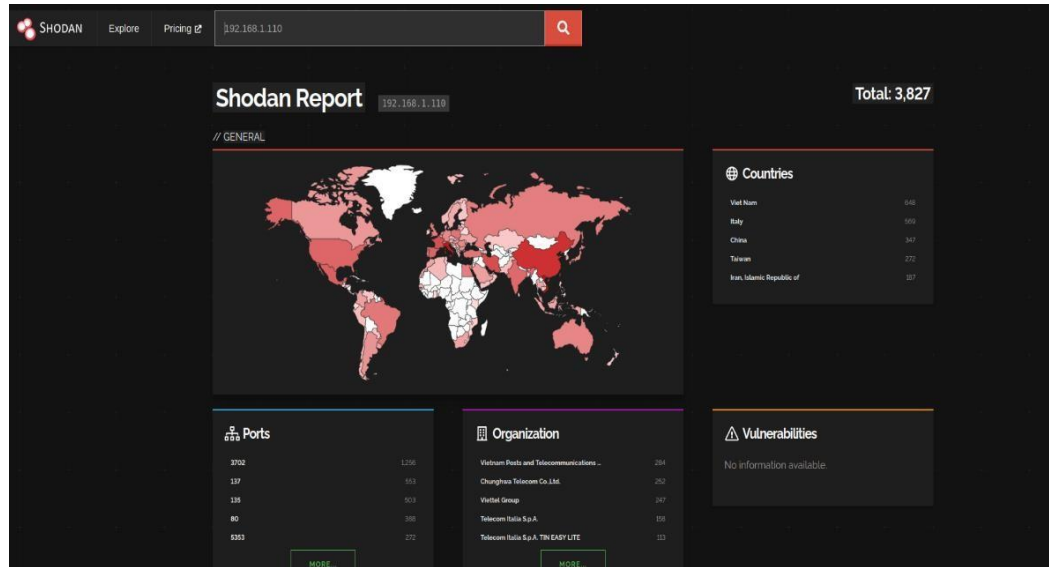 SHODAN Explore Pricing 192.168.1.110
Shodan Report 192.168.1.110 Total: 3,827
// GENERAL
Countries
Viet Nam 648
Italy 569
China 347
Taiwan 272
Iran, Islamic Republic of 187
Ports
3702 1,256
137 553
135 503
80 388
5353 272
MORE...
Organization
Vietnam Posts and Telecommunications ...  284
Chunghwa Telecom Co.,Ltd. 252
Viettel Group 247
Telecom Italia S.p.A. 158
Telecom Italia S.p.A. TIN EASY LITE 113
MORE...
Vulnerabilities
No information available.